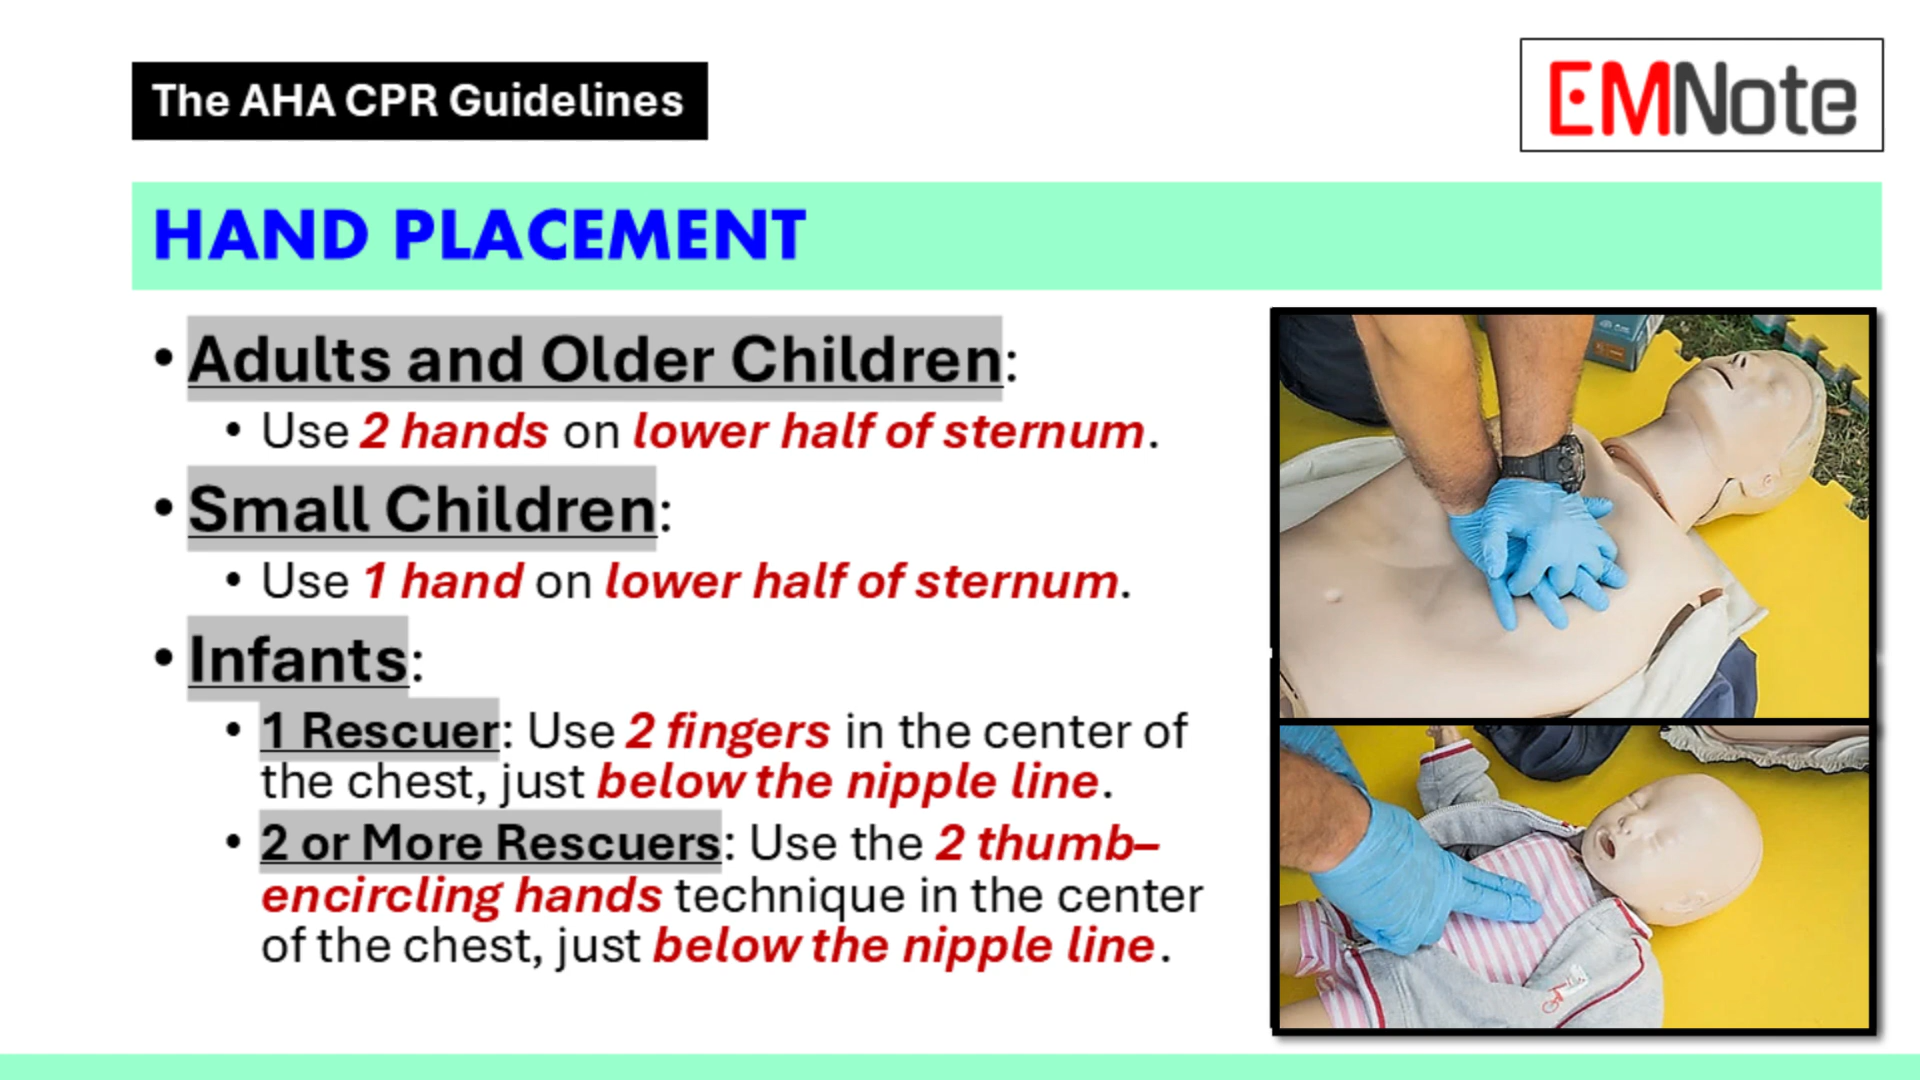 The AHA CPR Guidelines
EMNote
HAND PLACEMENT
• Adults and Older Children:
• Use 2 hands on lower half of sternum.
• Small Children:
• Use 1 hand on lower half of sternum.
• Infants:
• 1 Rescuer: Use 2 fingers in the center of
the chest, just below the nipple line.
• 2 or More Rescuers: Use the 2 thumb–
encircling hands technique in the center
of the chest, just below the nipple line.